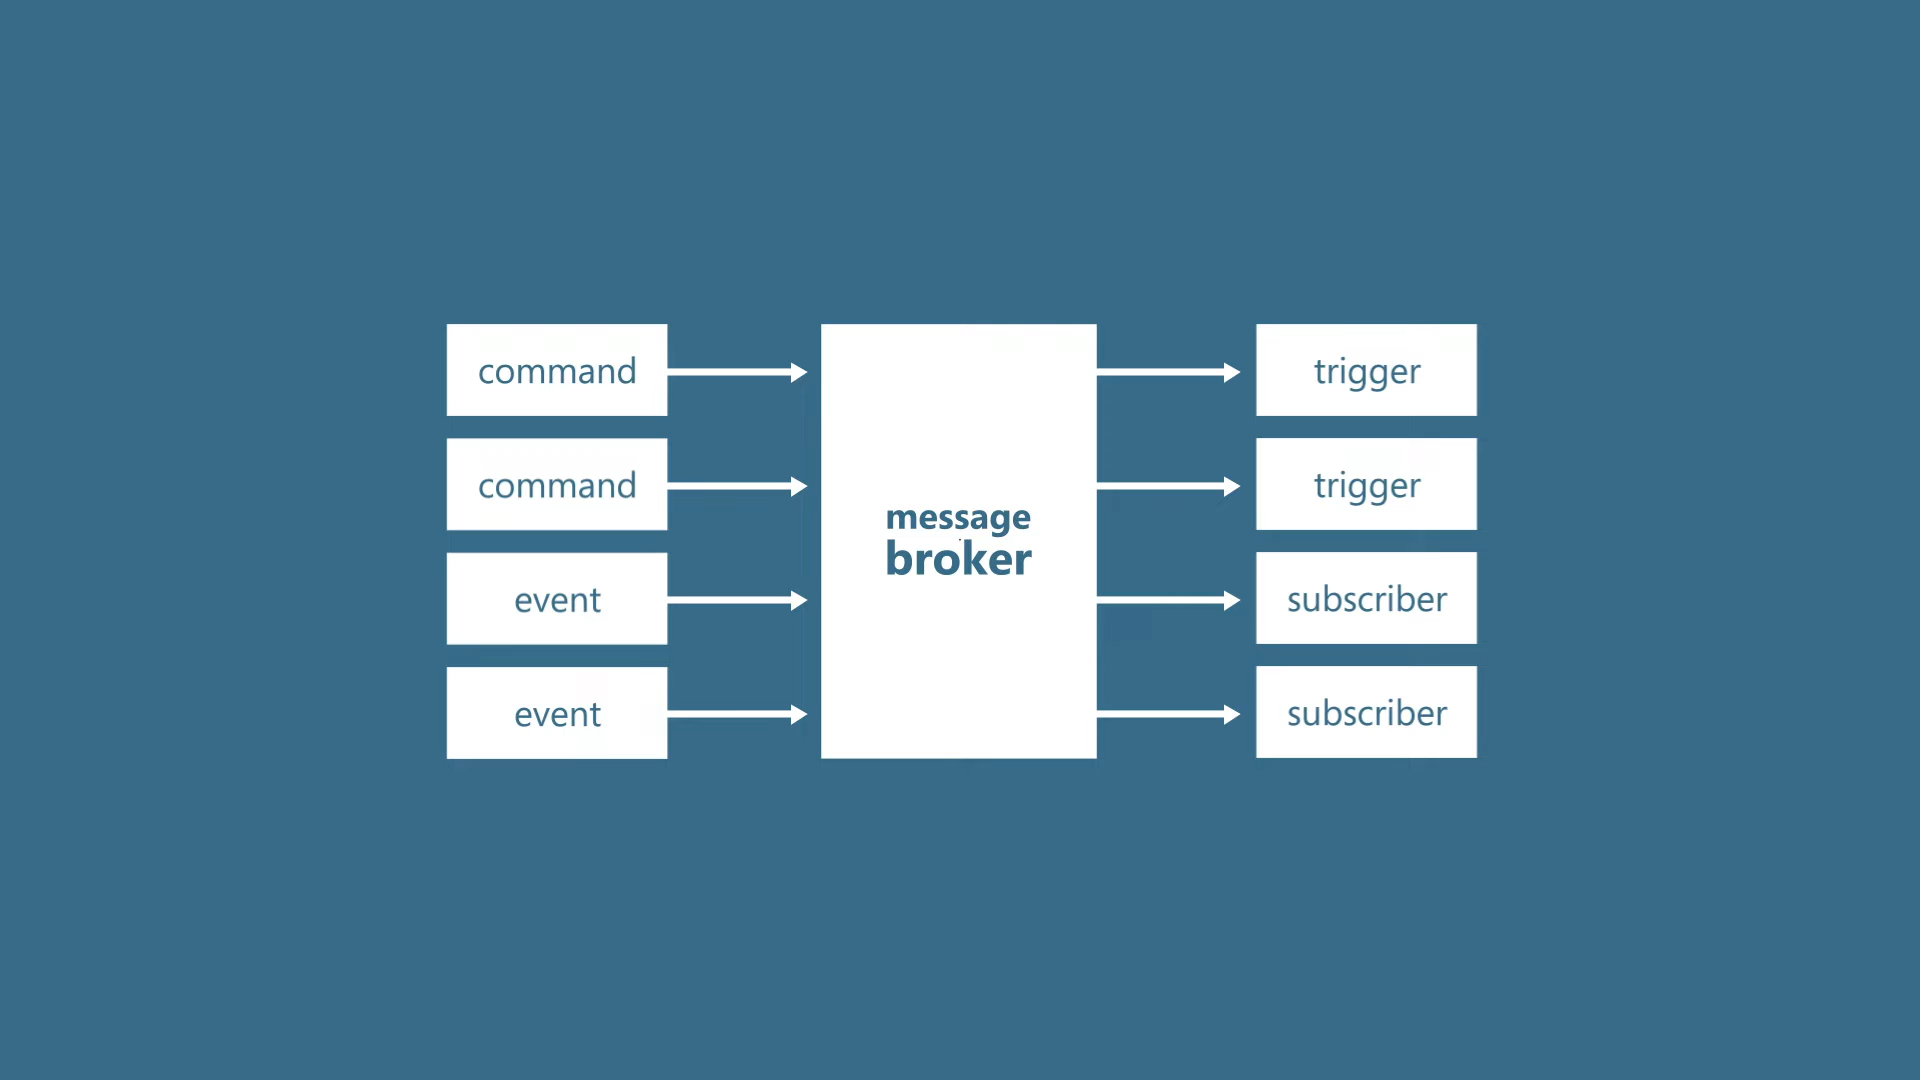 command
command
event
event
message
broker
trigger
trigger
subscriber
subscriber